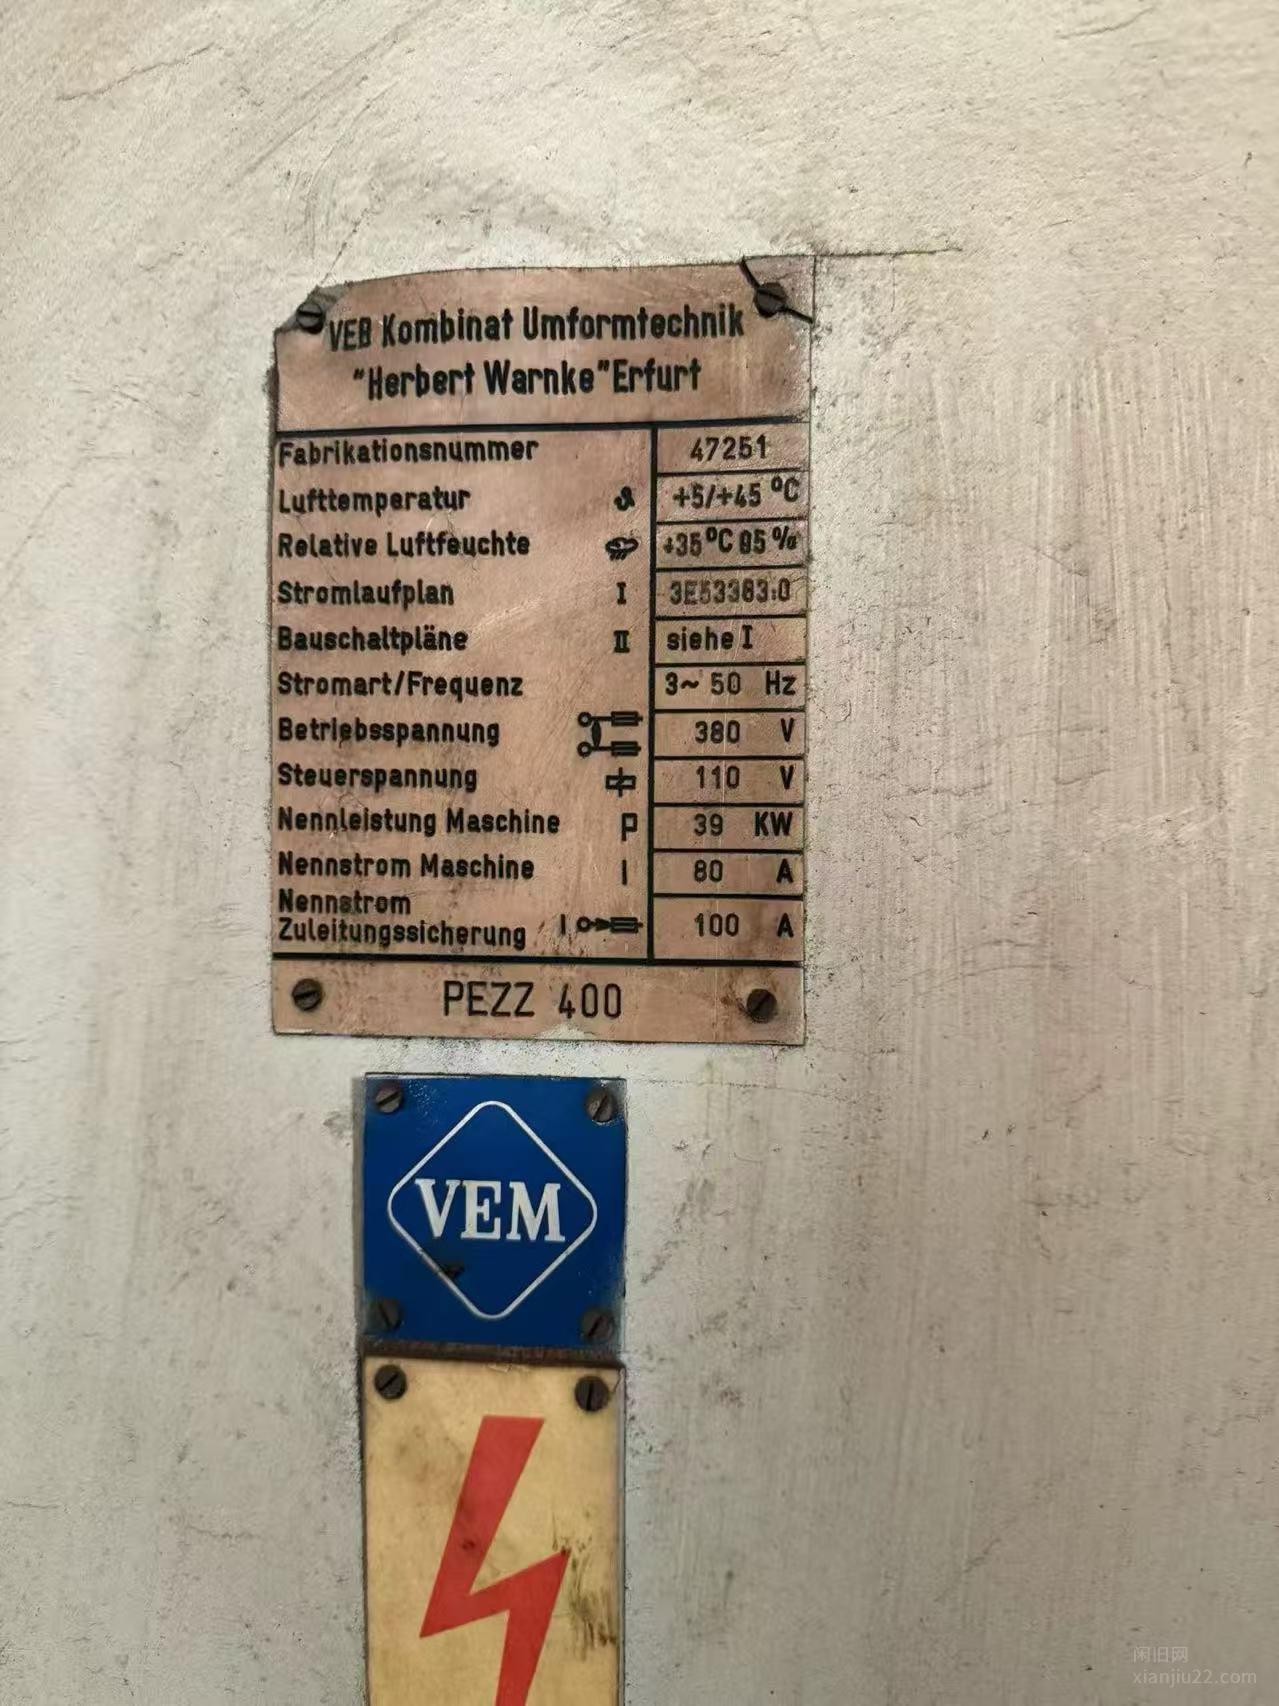 VEB Kombinat Umformtechnik
"Herbert Warnke" Erfurt
Fabrikationsnummer 47251
Lufttemperatur ϑ +5/+45 °C
Relative Luftfeuchte +35°C 85%
Stromlaufplan I 3E53383:0
Bauschaltpläne II siehe I
Stromart/Frequenz 3~ 50 Hz
Betriebsspannung 380 V
Steuerspannung 110 V
Nennleistung Maschine P 39 KW
Nennstrom Maschine I 80 A
Nennstrom
Zuleitungssicherung I 100 A
PEZZ 400
VEM
闲旧网
xianjiu22.com